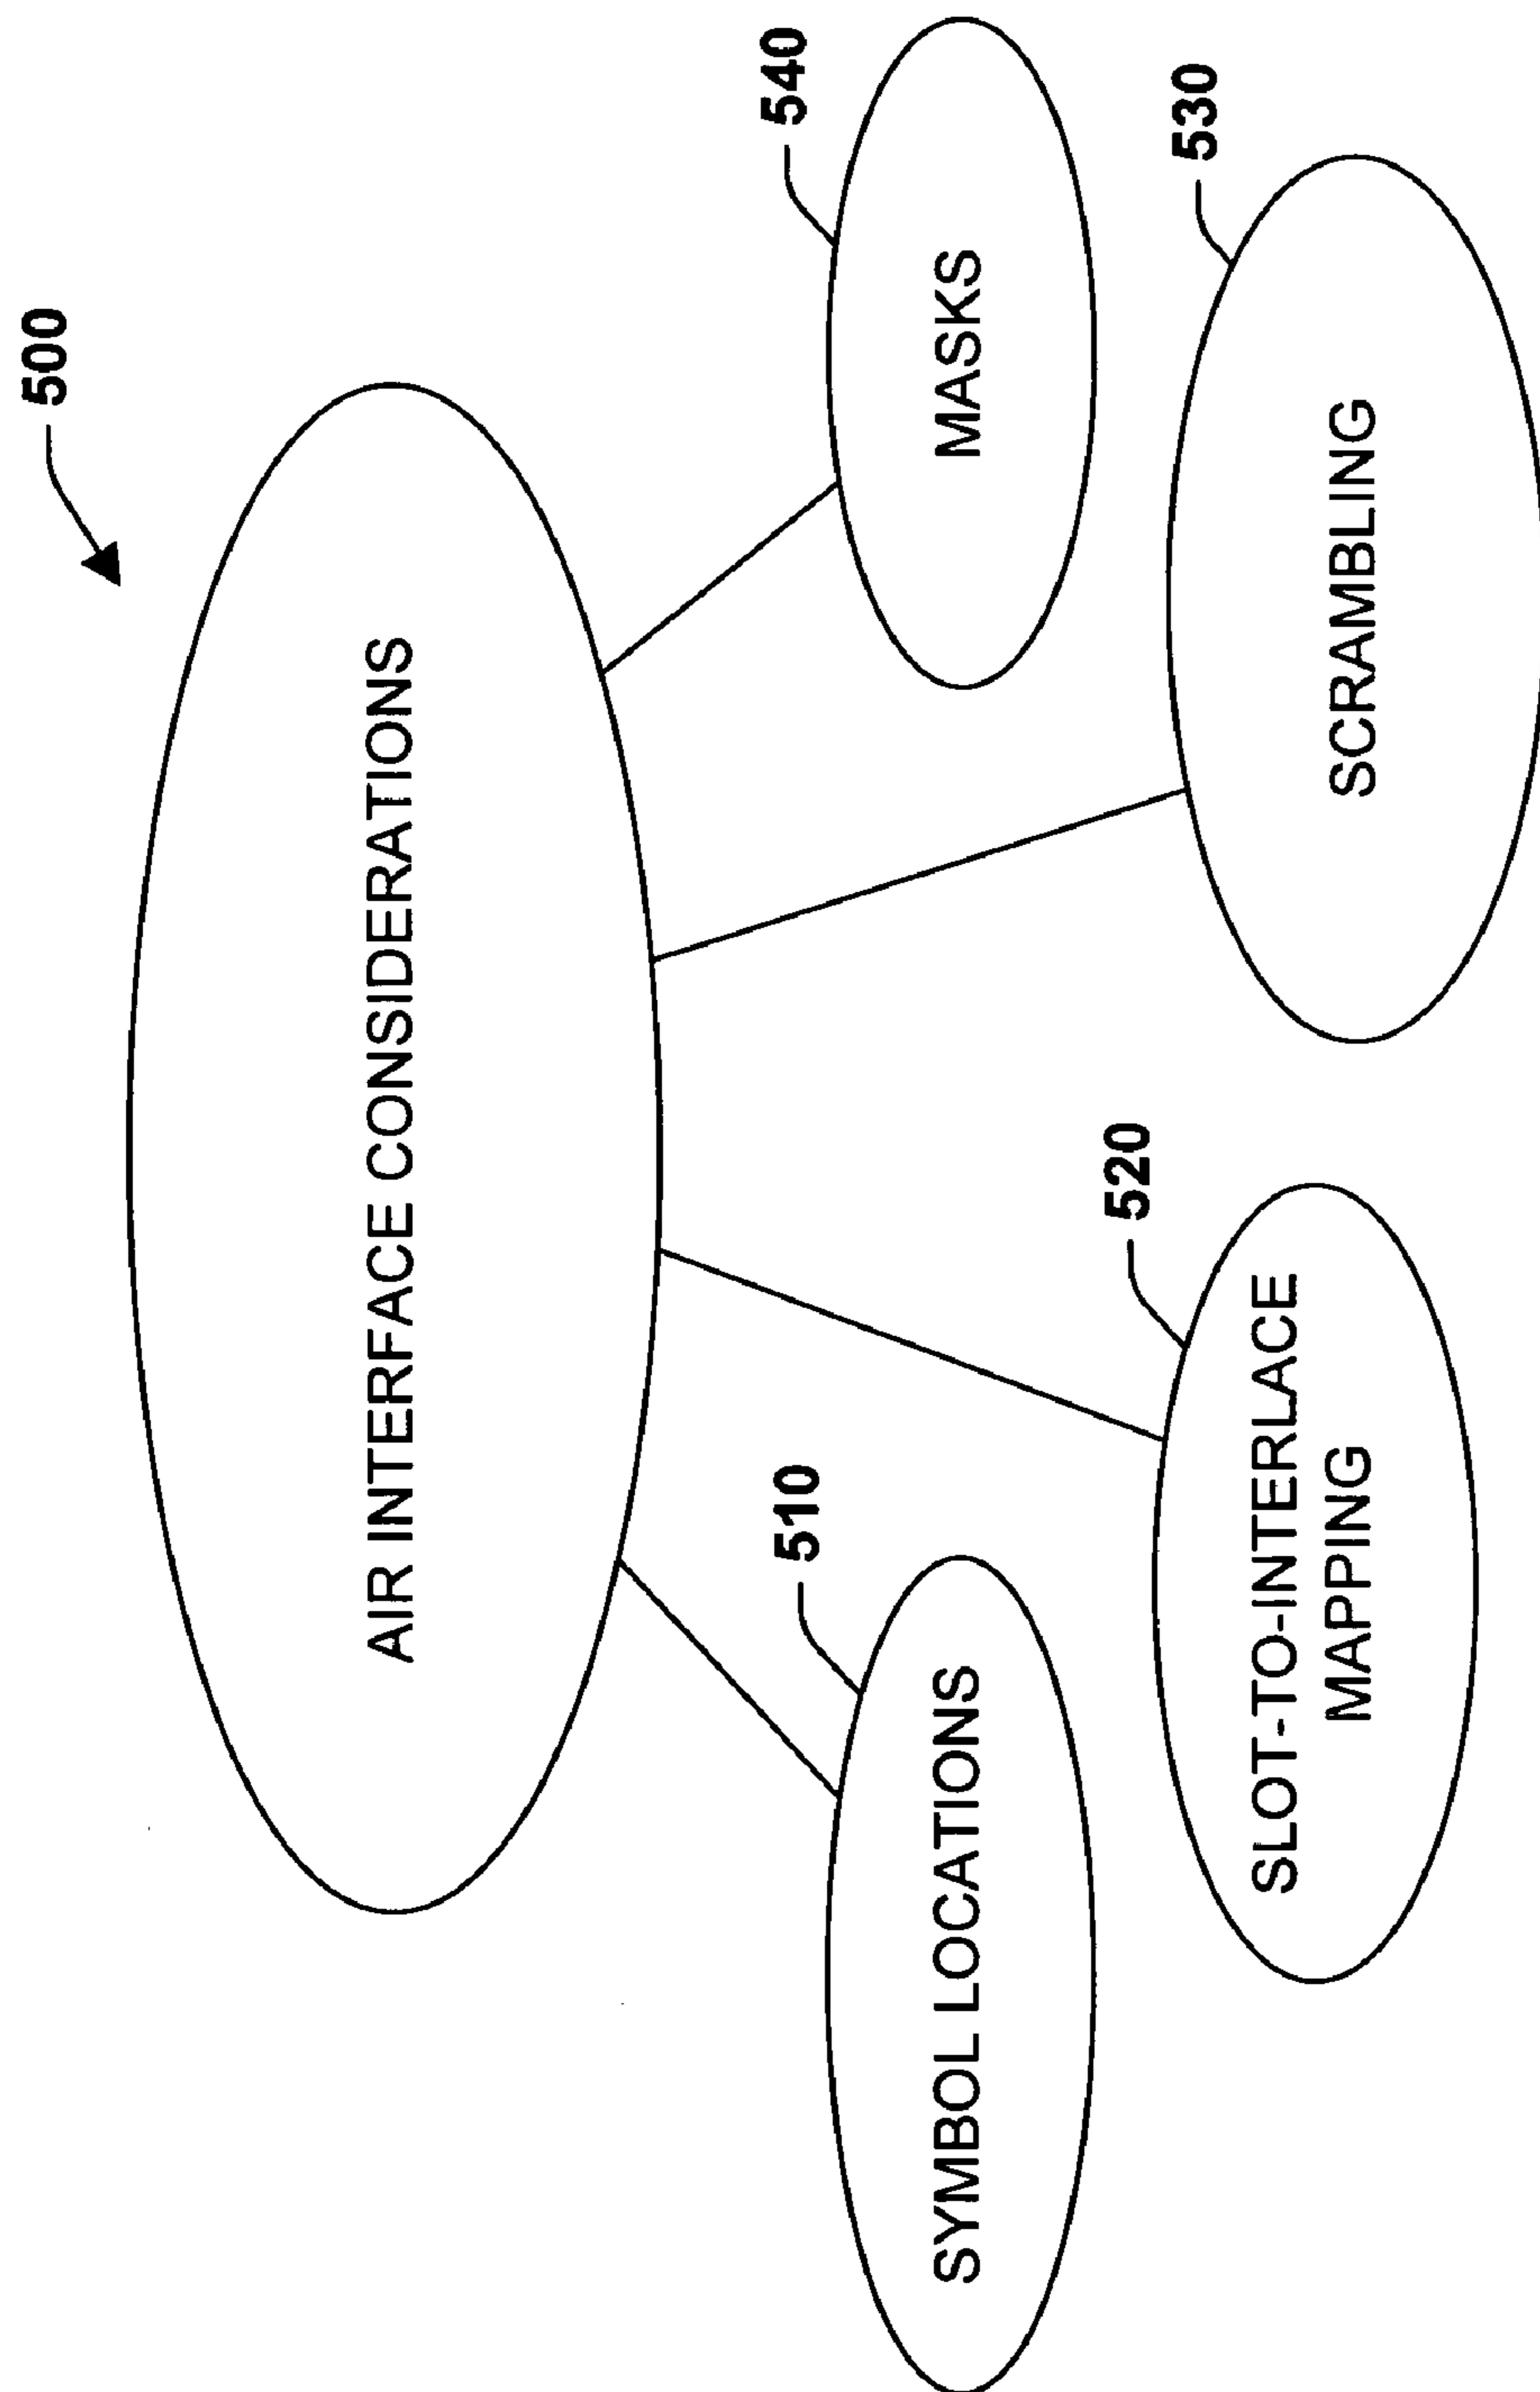 500
AIR INTERFACE CONSIDERATIONS
510
SYMBOL LOCATIONS
540
MASKS
520
SLOT-TO-INTERLACE
MAPPING
530
SCRAMBLING